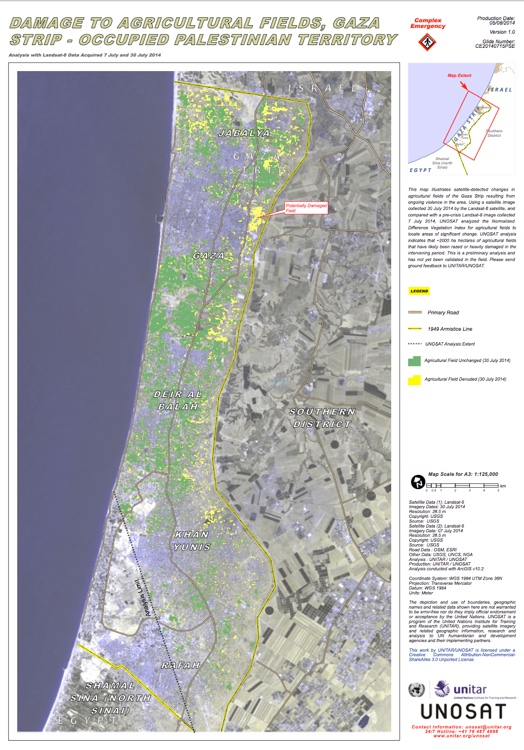 DAMAGE TO AGRICULTURAL FIELDS, GAZA
STRIP - OCCUPIED PALESTINIAN TERRITORY
Analysis with Landsat-8 Data Acquired 7 July and 30 July 2014
Complex
Emergency
Production Date:
05/08/2014
Version 1.0
Glide Number:
CE20140715PSE
ISRAEL
JABALYA
GAZA
STRIP
Potentially Damaged
Field
GAZA
DEIR AL
BALAH
SOUTHERN
DISTRICT
KHAN
YUNIS
Analysis Limit
RAFAH
SHAMAL
SINA (NORTH
SINAI)
EGYPT
Map Extent
ISRAEL
GAZA STRIP
Southern
District
Shamal
Sina (north
Sinai)
EGYPT
This map illustrates satellite-detected changes in
agricultural fields of the Gaza Strip resulting from
ongoing violence in the area. Using a satellite image
collected 30 July 2014 by the Landsat-8 satellite, and
compared with a pre-crisis Landsat-8 image collected
7 July 2014, UNOSAT analyzed the Normalized
Difference Vegetation Index for agricultural fields to
locate areas of significant change. UNOSAT analysis
indicates that ~2000 ha hectares of agricultural fields
that have likely been razed or heavily damaged in the
intervening period. This is a preliminary analysis and
has not yet been validated in the field. Please send
ground feedback to UNITAR/UNOSAT.
LEGEND
Primary Road
1949 Armistice Line
UNOSAT Analysis Extent
Agricultural Field Unchanged (30 July 2014)
Agricultural Field Denuded (30 July 2014)
Map Scale for A3: 1:125,000
km
Satellite Data (1): Landsat-8
Imagery Dates: 30 July 2014
Resolution: 28.5 m
Copyright: USGS
Source: USGS
Satellite Data (2): Landsat-8
Imagery Date: 07 July 2014
Resolution: 28.5 m
Copyright: USGS
Source: USGS
Road Data : OSM, ESRI
Other Data: USGS, UNCS, NGA
Analysis : UNITAR / UNOSAT
Production: UNITAR / UNOSAT
Analysis conducted with ArcGIS v10.2
Coordinate System: WGS 1984 UTM Zone 36N
Projection: Transverse Mercator
Datum: WGS 1984
Units: Meter
The depiction and use of boundaries, geographic
names and related data shown here are not warranted
to be error-free nor do they imply official endorsement
or acceptance by the United Nations. UNOSAT is a
program of the United Nations Institute for Training
and Research (UNITAR), providing satellite imagery
and related geographic information, research and
analysis to UN humanitarian and development
agencies and their implementing partners.
This work by UNITAR/UNOSAT is licensed under a
Creative Commons Attribution-NonCommercial-
ShareAlike 3.0 Unported License.
unitar
United Nations Institute for Training and Research
UNOSAT
Contact Information: unosat@unitar.org
24/7 Hotline: +41 76 487 4998
www.unitar.org/unosat